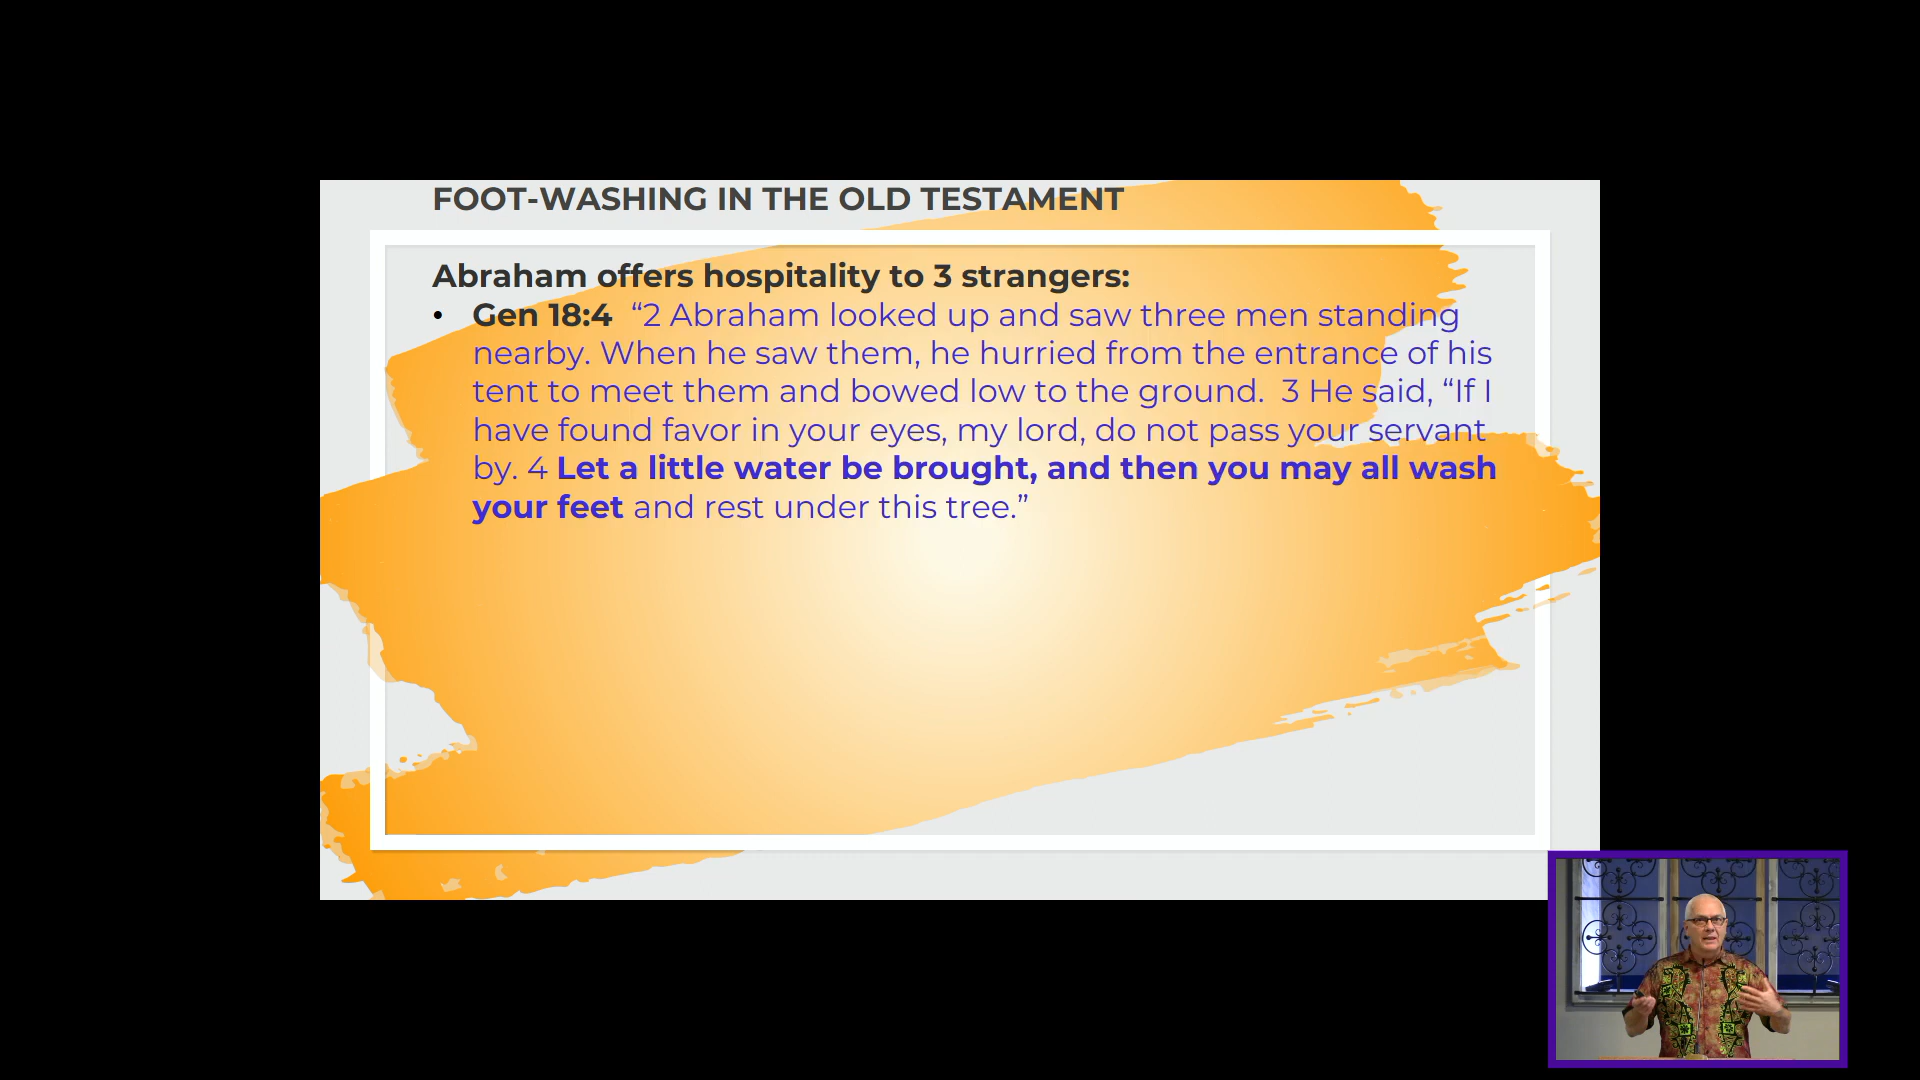 FOOT-WASHING IN THE OLD TESTAMENT
Abraham offers hospitality to 3 strangers:
• Gen 18:4  “2 Abraham looked up and saw three men standing
nearby. When he saw them, he hurried from the entrance of his
tent to meet them and bowed low to the ground.  3 He said, “If I
have found favor in your eyes, my lord, do not pass your servant
by. 4 Let a little water be brought, and then you may all wash
your feet and rest under this tree.”